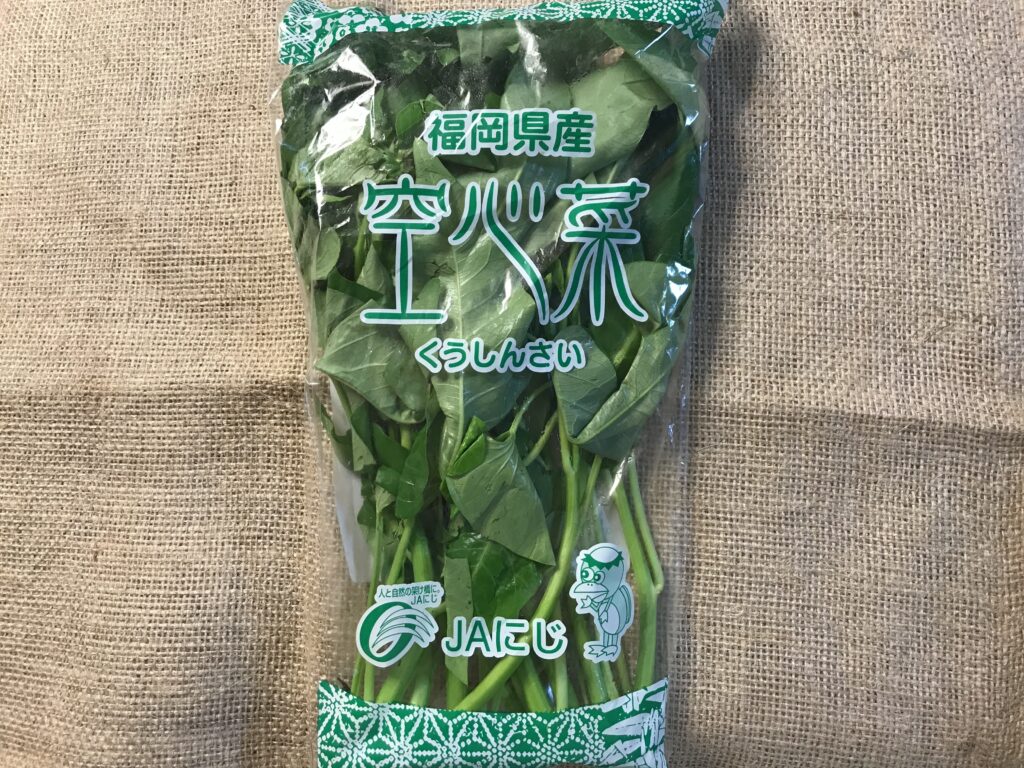 福岡県産
空心菜
くうしんさい
人と自然の架け橋に。
JAにじ
JAにじ